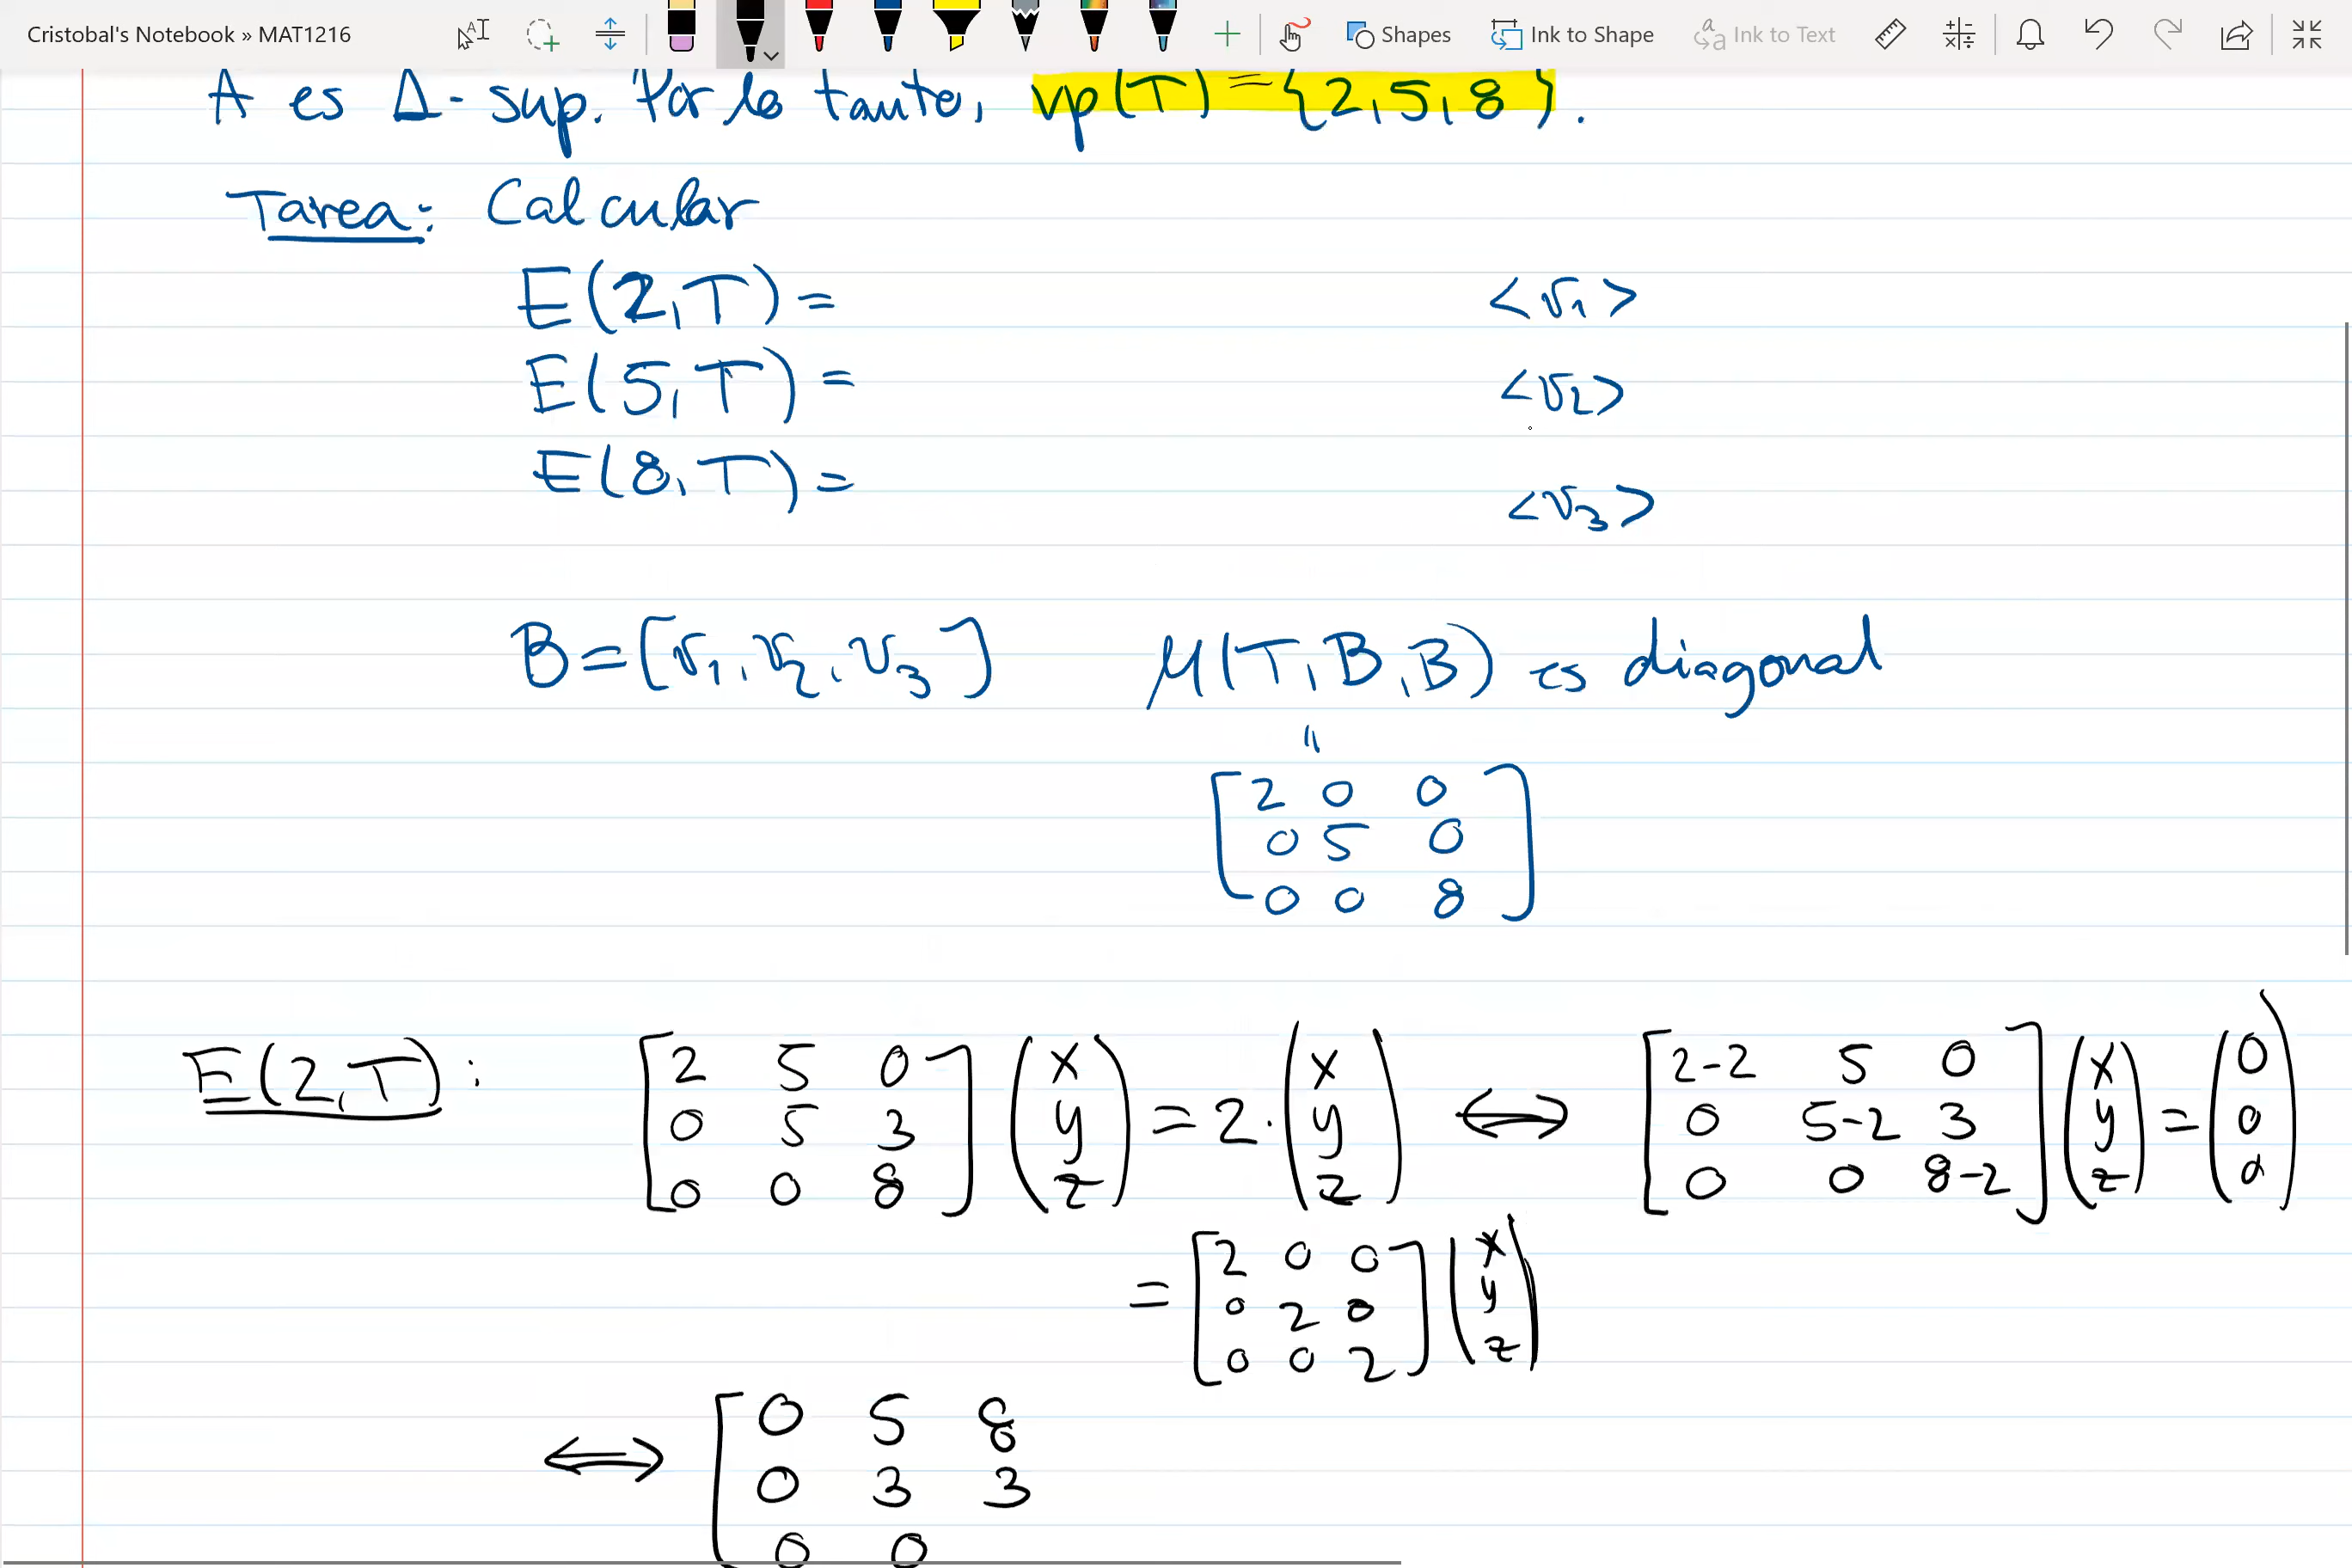 Cristobal's Notebook » MAT1216 Shapes Ink to Shape Ink to Text
A es Δ-sup. Por lo tanto, vp(T) = {2, 5, 8}.
Tarea: Calcular
E(2, T) = <v₁>
E(5, T) = <v₂>
E(8, T) = <v₃>
B = [v₁, v₂, v₃] M(T, B, B) es diagonal
"
[2 0 0
0 5 0
0 0 8]
E(2, T): [2 5 0; 0 5 3; 0 0 8] (x y z) = 2 · (x y z) ⟺ [2-2 5 0; 0 5-2 3; 0 0 8-2] (x y z) = (0 0 0)
= [2 0 0; 0 2 0; 0 0 2] (x y z)
⟺ [0 5 8
0 3 3
0 0